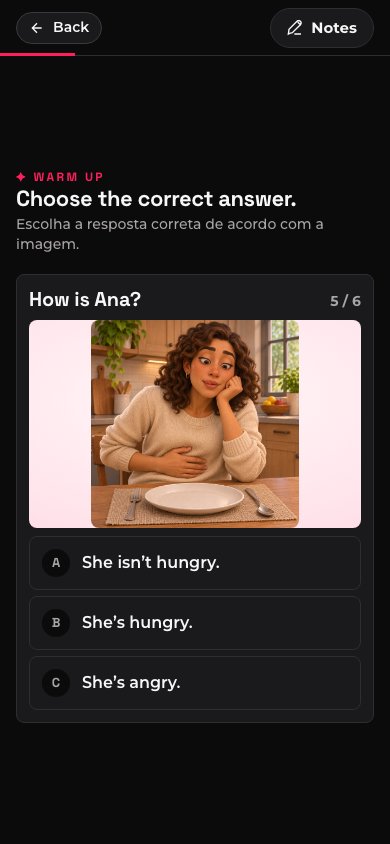 Back
Notes
WARM UP
Choose the correct answer.
Escolha a resposta correta de acordo com a
imagem.
How is Ana?
5 / 6
A She isn’t hungry.
B She’s hungry.
C She’s angry.